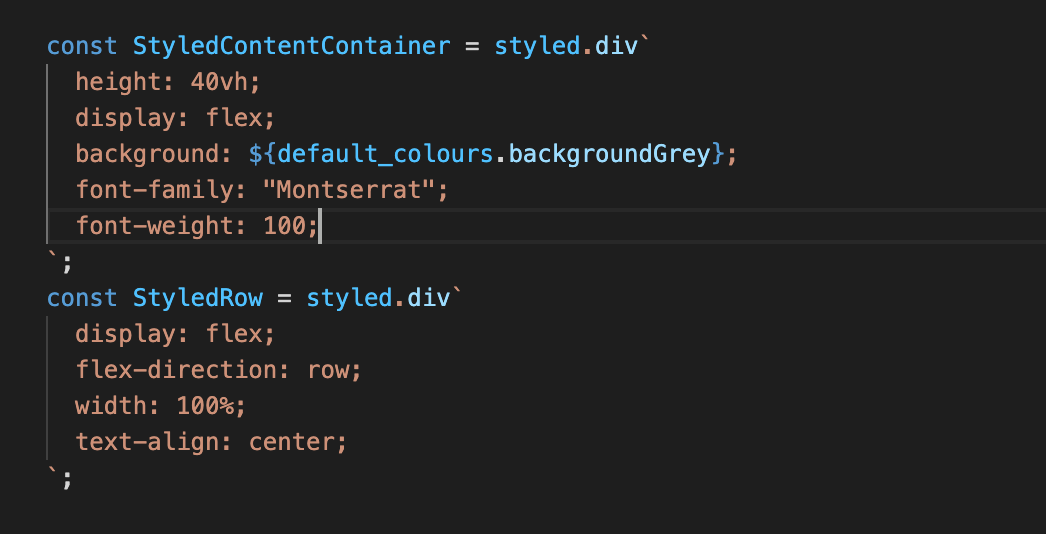 const StyledContentContainer = styled.div`
  height: 40vh;
  display: flex;
  background: ${default_colours.backgroundGrey};
  font-family: "Montserrat";
  font-weight: 100;
`;
const StyledRow = styled.div`
  display: flex;
  flex-direction: row;
  width: 100%;
  text-align: center;
`;